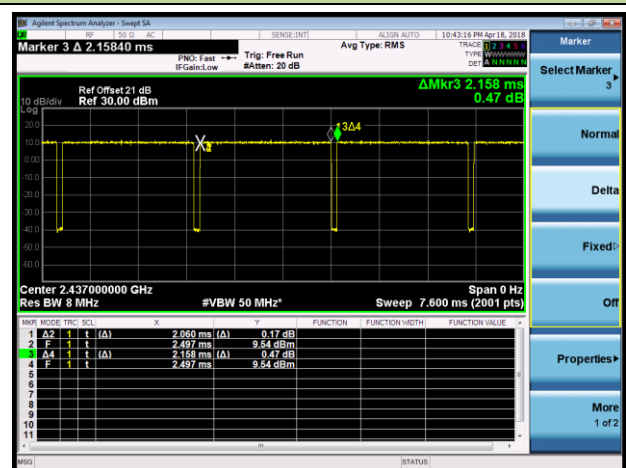 Agilent Spectrum Analyzer - Swept SA
RF 50 Ω AC SENSE:INT ALIGN AUTO 10:43:16 PM Apr 18, 2018
Marker 3 Δ 2.15840 ms
PNO: Fast Trig: Free Run Avg Type: RMS TRACE 1 2 3 4 5 6
IFGain:Low #Atten: 20 dB TYPE WWWWWW
DET A N N N N N
Marker
Select Marker
3
Normal
Delta
Fixed
Off
Properties
More
1 of 2
Ref Offset 21 dB ΔMkr3 2.158 ms
10 dB/div Ref 30.00 dBm 0.47 dB
Log
20.0
10.0
0.00
-10.0
-20.0
-30.0
-40.0
-50.0
-60.0
X2
13Δ4
Center 2.437000000 GHz Span 0 Hz
Res BW 8 MHz #VBW 50 MHz* Sweep 7.600 ms (2001 pts)
MKR MODE TRC SCL X Y FUNCTION FUNCTION WIDTH FUNCTION VALUE
1 Δ2 1 t (Δ) 2.060 ms (Δ) 0.17 dB
2 F 1 t 2.497 ms 9.54 dBm
3 Δ4 1 t (Δ) 2.158 ms (Δ) 0.47 dB
4 F 1 t 2.497 ms 9.54 dBm
5
6
7
8
9
10
11
MSG STATUS